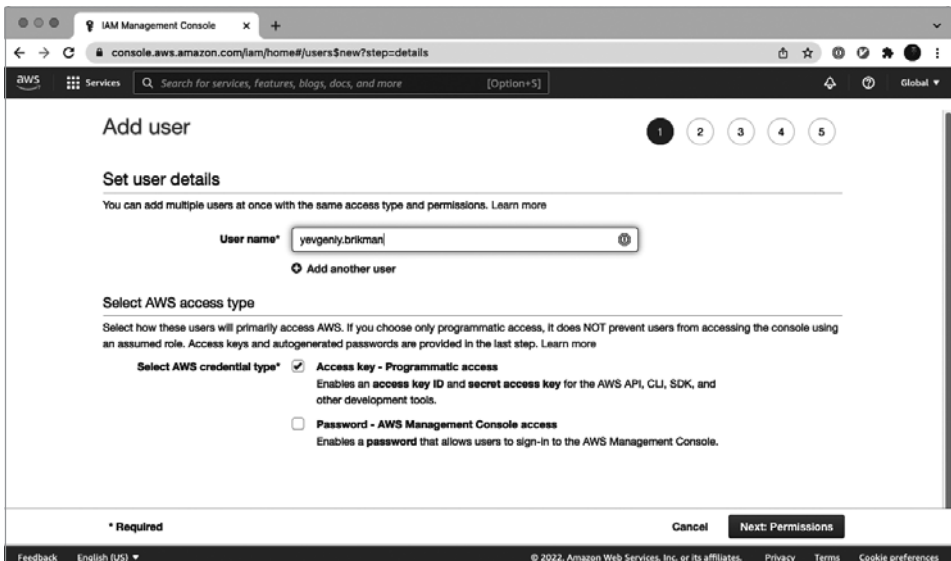 IAM Management Console
console.aws.amazon.com/iam/home#/users$new?step=details
aws Services Search for services, features, blogs, docs, and more [Option+S] Global
Add user 1 2 3 4 5
Set user details
You can add multiple users at once with the same access type and permissions. Learn more
User name* yevgeniy.brikman
Add another user
Select AWS access type
Select how these users will primarily access AWS. If you choose only programmatic access, it does NOT prevent users from accessing the console using
an assumed role. Access keys and autogenerated passwords are provided in the last step. Learn more
Select AWS credential type* Access key - Programmatic access
Enables an access key ID and secret access key for the AWS API, CLI, SDK, and
other development tools.
Password - AWS Management Console access
Enables a password that allows users to sign-in to the AWS Management Console.
* Required Cancel Next: Permissions
Feedback English (US) © 2022, Amazon Web Services, Inc. or its affiliates. Privacy Terms Cookie preferences